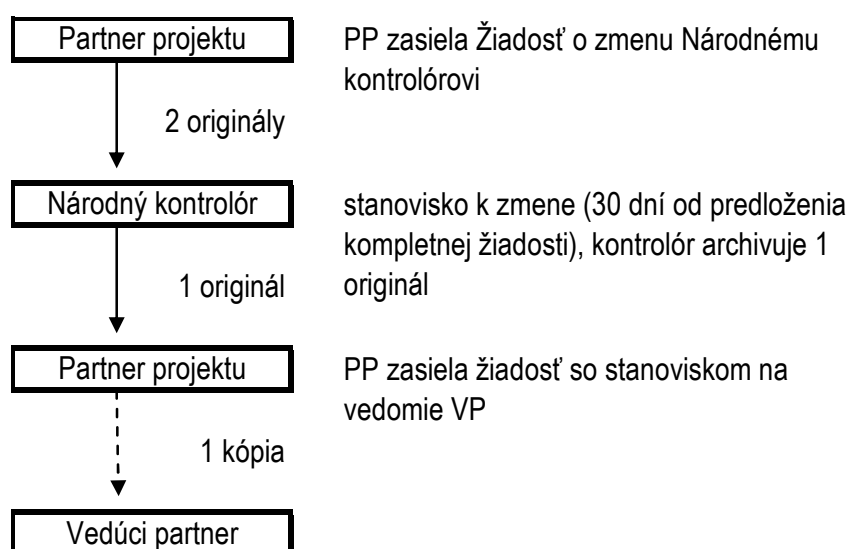 Partner projektu
PP zasiela Žiadosť o zmenu Národnému
kontrolórovi
2 originály
Národný kontrolór
stanovisko k zmene (30 dní od predloženia
kompletnej žiadosti), kontrolór archivuje 1
originál
1 originál
Partner projektu
PP zasiela žiadosť so stanoviskom na
vedomie VP
1 kópia
Vedúci partner